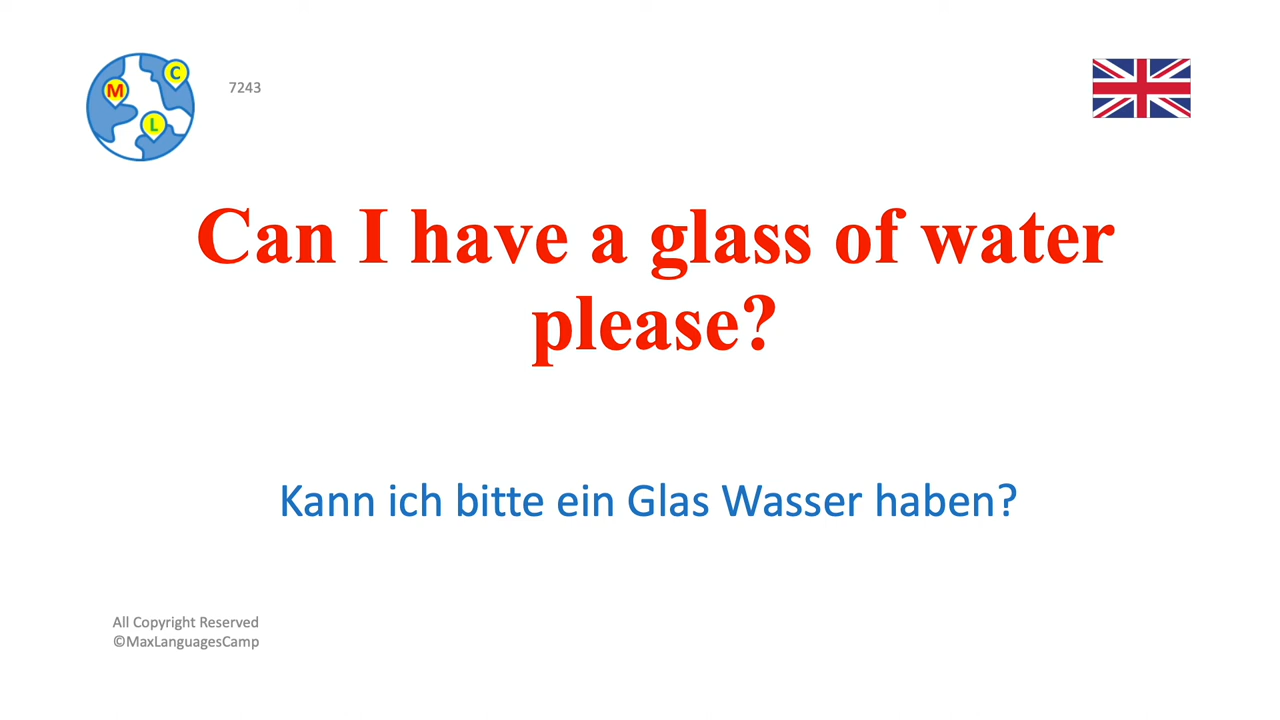 C
M
L
7243
Can I have a glass of water
please?
Kann ich bitte ein Glas Wasser haben?
All Copyright Reserved
©MaxLanguagesCamp